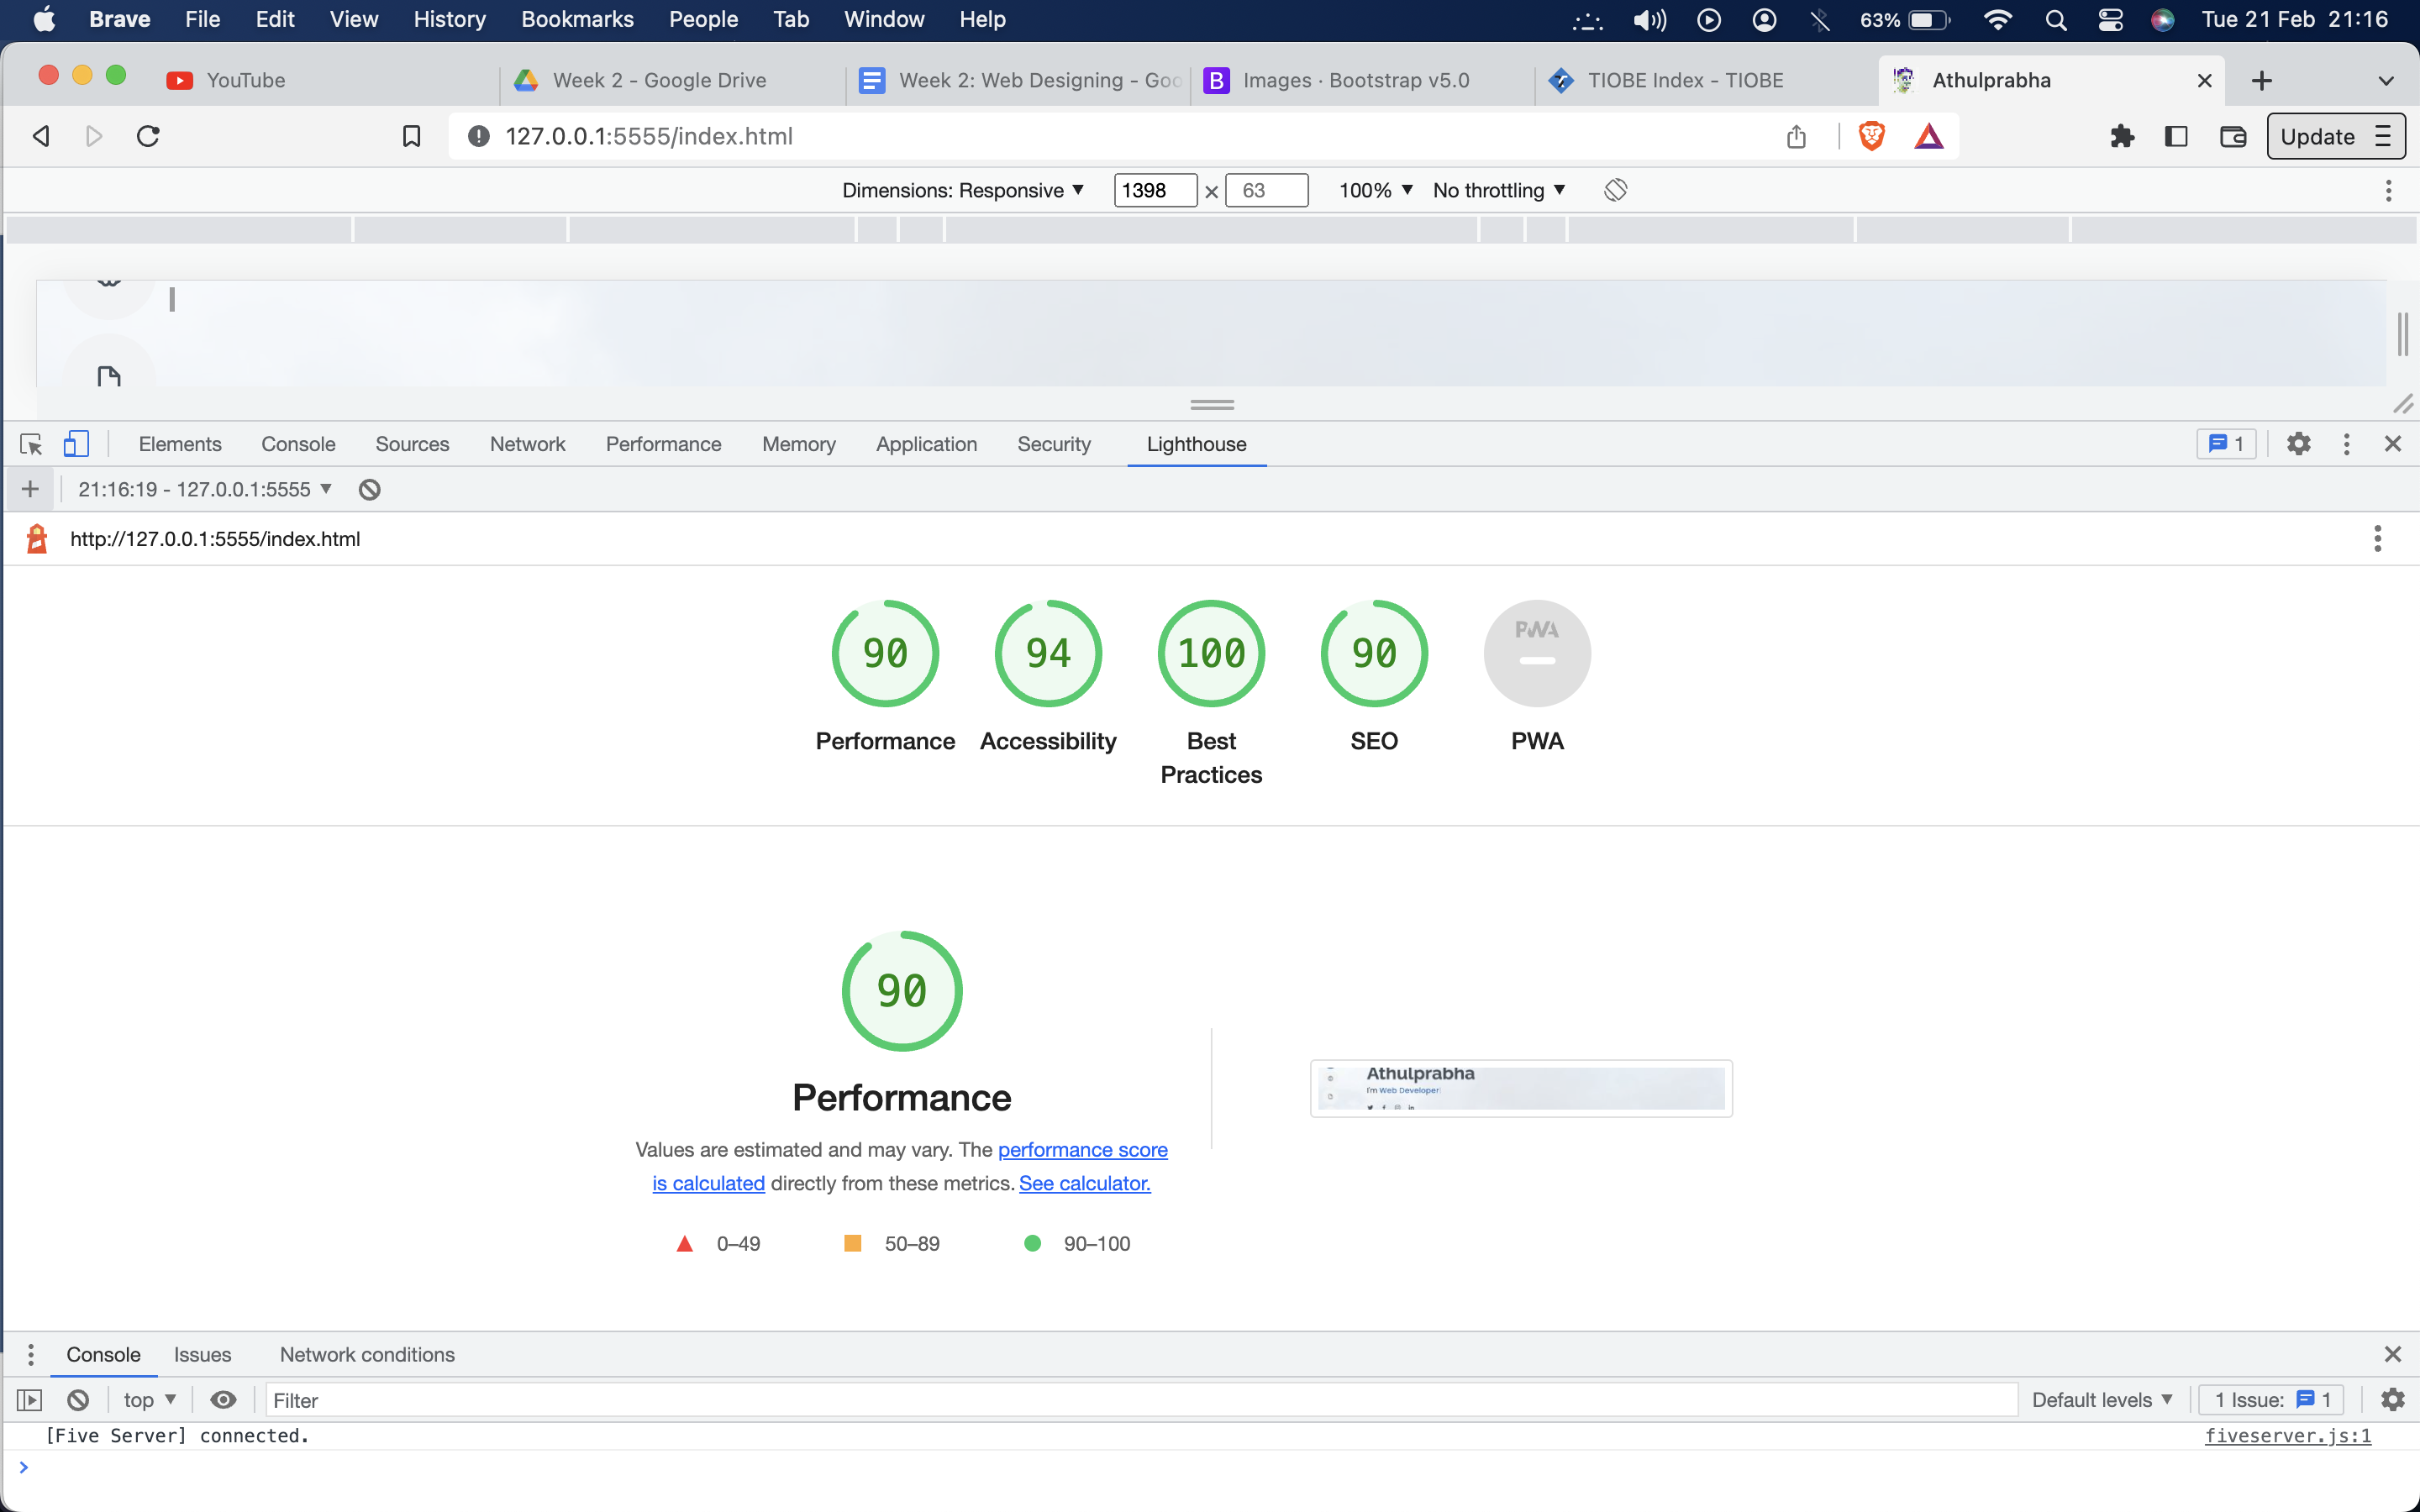 Brave File Edit View History Bookmarks People Tab Window Help 63% Tue 21 Feb 21:16
YouTube Week 2 - Google Drive Week 2: Web Designing - Goo Images · Bootstrap v5.0 TIOBE Index - TIOBE Athulprabha
127.0.0.1:5555/index.html Update
Dimensions: Responsive 1398 × 63 100% No throttling
Elements Console Sources Network Performance Memory Application Security Lighthouse 1
21:16:19 - 127.0.0.1:5555
http://127.0.0.1:5555/index.html
90 94 100 90 PWA
Performance Accessibility Best Practices SEO PWA
90
Performance
Athulprabha
I'm Web Developer
Values are estimated and may vary. The performance score
is calculated directly from these metrics. See calculator.
0–49 50–89 90–100
Console Issues Network conditions
top Filter Default levels 1 Issue: 1
[Five Server] connected. fiveserver.js:1